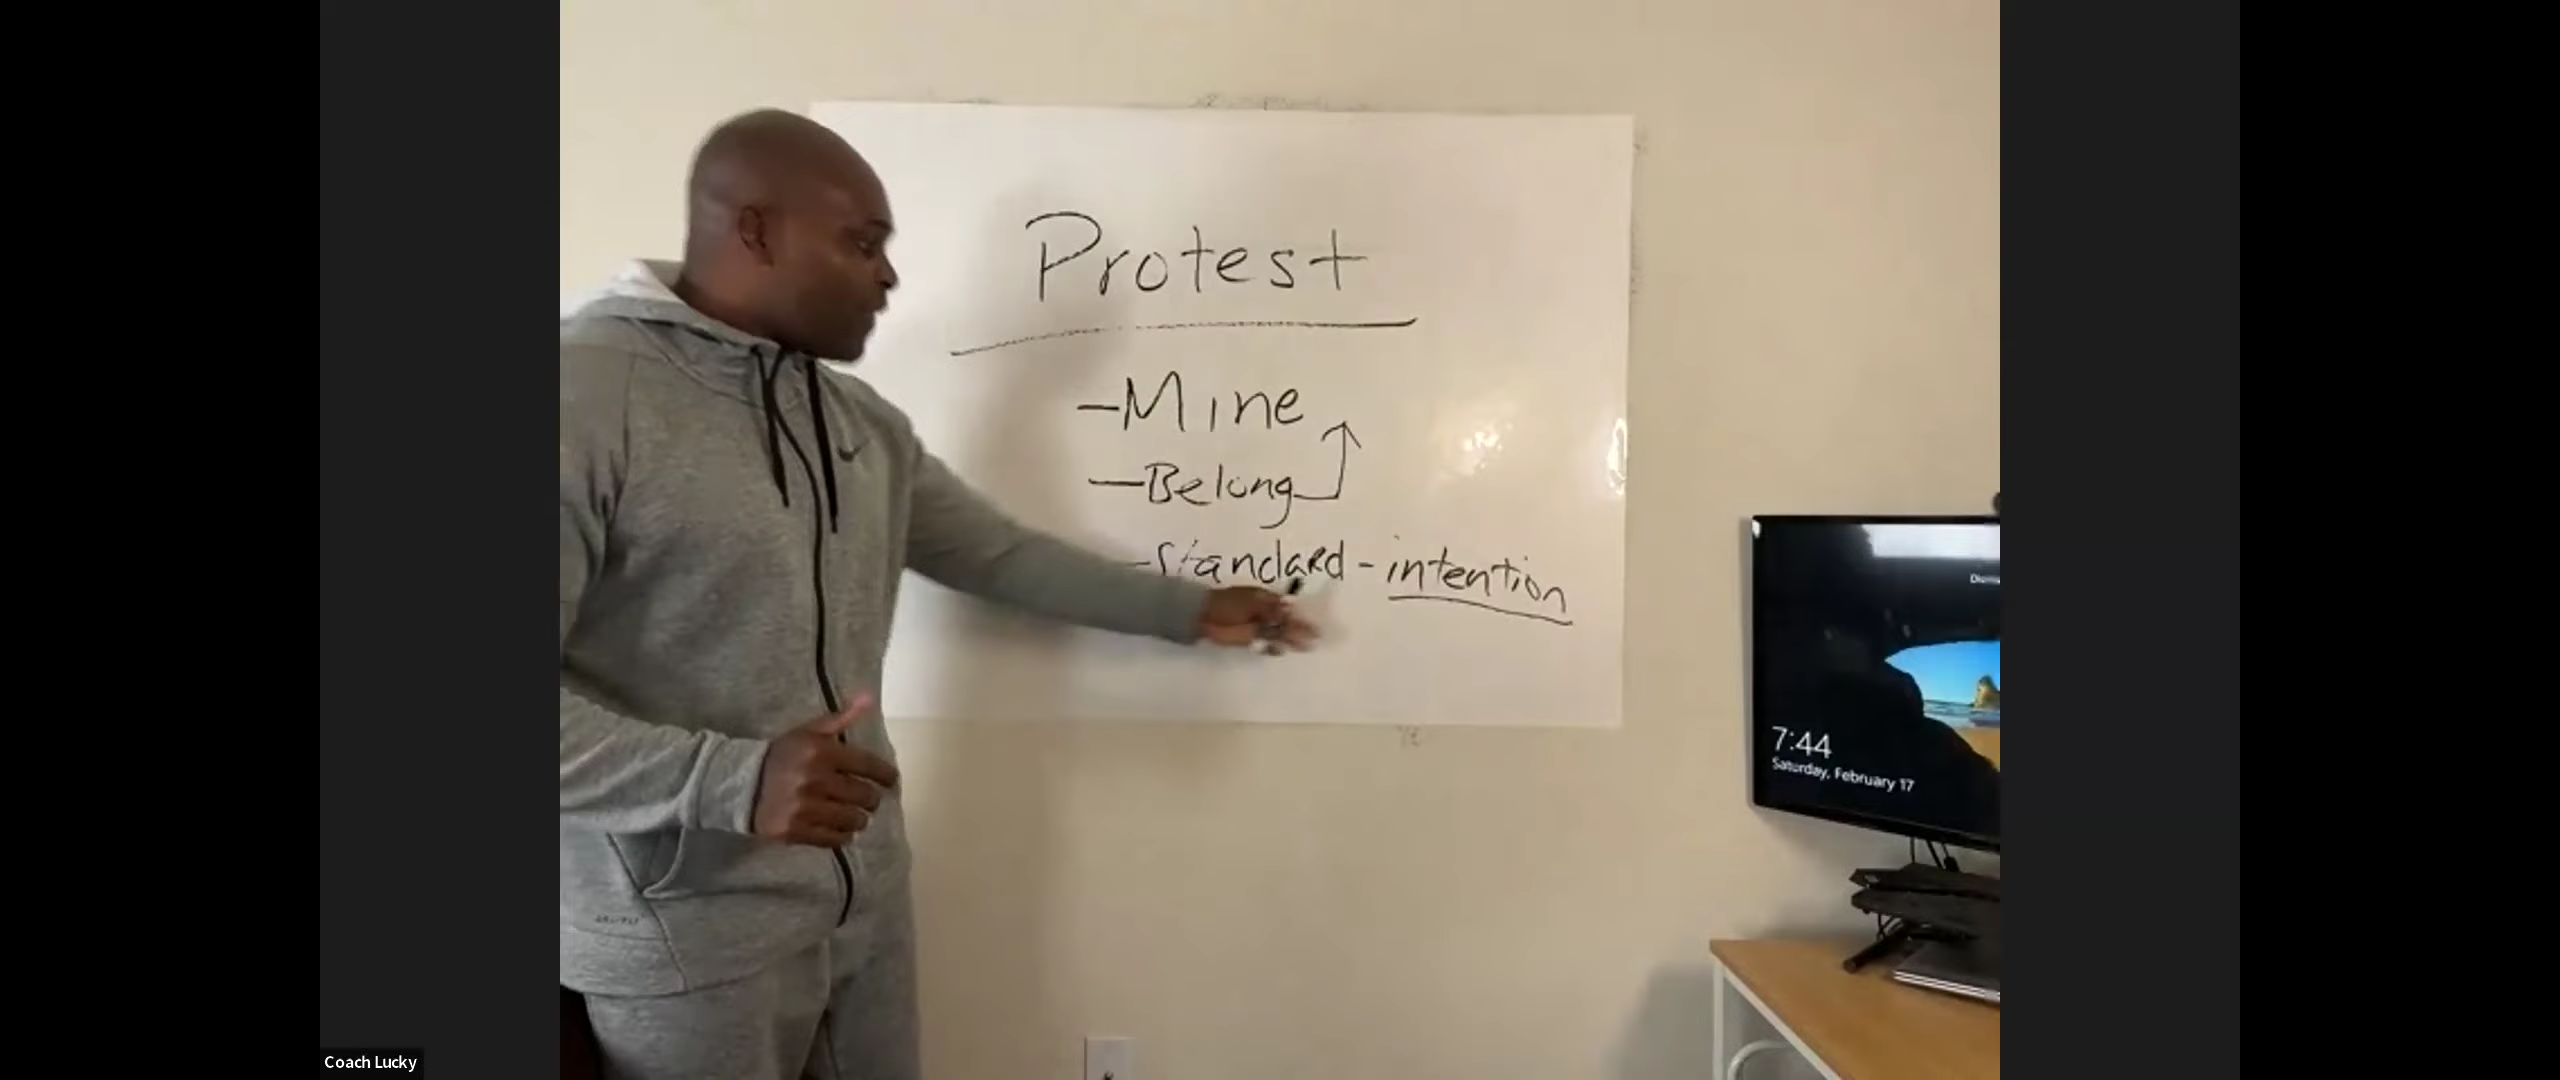 Protest
-Mine
-Belong
-Standard - intention
7:44
Saturday, February 17
Coach Lucky